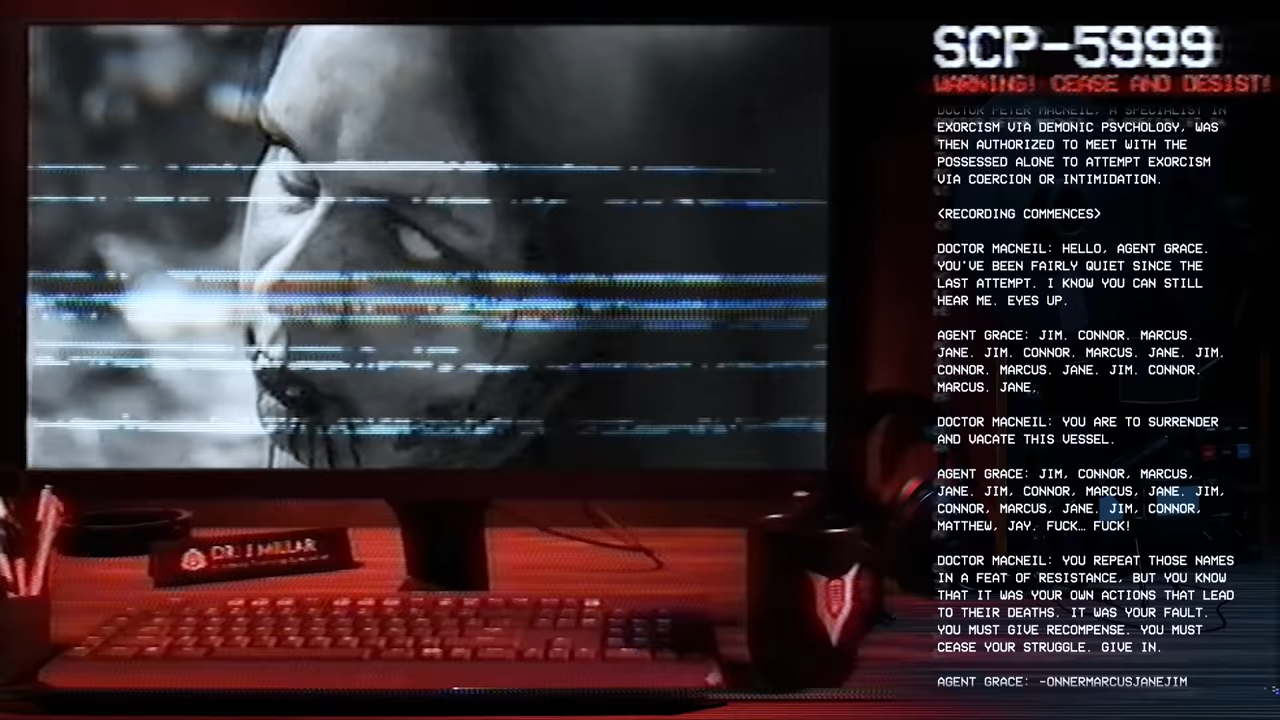 SCP-5999
WARNING! CEASE AND DESIST!
DOCTOR PETER MACNEIL, A SPECIALIST IN
EXORCISM VIA DEMONIC PSYCHOLOGY, WAS
THEN AUTHORIZED TO MEET WITH THE
POSSESSED ALONE TO ATTEMPT EXORCISM
VIA COERCION OR INTIMIDATION.
<RECORDING COMMENCES>
DOCTOR MACNEIL: HELLO, AGENT GRACE.
YOU'VE BEEN FAIRLY QUIET SINCE THE
LAST ATTEMPT. I KNOW YOU CAN STILL
HEAR ME. EYES UP.
AGENT GRACE: JIM. CONNOR. MARCUS.
JANE. JIM. CONNOR. MARCUS. JANE. JIM.
CONNOR. MARCUS. JANE. JIM. CONNOR.
MARCUS. JANE.
DOCTOR MACNEIL: YOU ARE TO SURRENDER
AND VACATE THIS VESSEL.
AGENT GRACE: JIM, CONNOR, MARCUS,
JANE. JIM, CONNOR, MARCUS, JANE. JIM,
CONNOR, MARCUS, JANE. JIM, CONNOR,
MATTHEW, JAY. FUCK… FUCK!
DOCTOR MACNEIL: YOU REPEAT THOSE NAMES
IN A FEAT OF RESISTANCE, BUT YOU KNOW
THAT IT WAS YOUR OWN ACTIONS THAT LEAD
TO THEIR DEATHS. IT WAS YOUR FAULT.
YOU MUST GIVE RECOMPENSE. YOU MUST
CEASE YOUR STRUGGLE. GIVE IN.
AGENT GRACE: -ONNERMARCUSJANEJIM
DR. J MILLAR